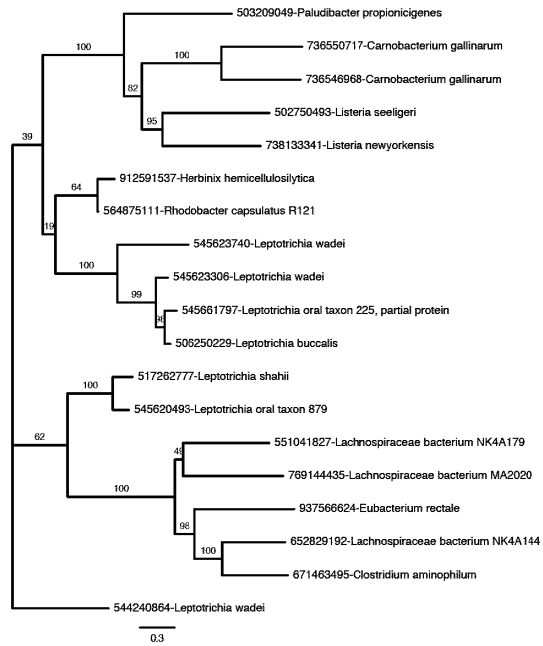 503209049-Paludibacter propionicigenes
736550717-Carnobacterium gallinarum
100
100
736546968-Carnobacterium gallinarum
82
502750493-Listeria seeligeri
95
738133341-Listeria newyorkensis
39
912591537-Herbinix hemicellulosilytica
64
564875111-Rhodobacter capsulatus R121
19
545623740-Leptotrichia wadei
100
545623306-Leptotrichia wadei
99
545661797-Leptotrichia oral taxon 225, partial protein
98
506250229-Leptotrichia buccalis
517262777-Leptotrichia shahii
100
545620493-Leptotrichia oral taxon 879
62
551041827-Lachnospiraceae bacterium NK4A179
49
769144435-Lachnospiraceae bacterium MA2020
100
937566624-Eubacterium rectale
98
652829192-Lachnospiraceae bacterium NK4A144
100
671463495-Clostridium aminophilum
544240864-Leptotrichia wadei
0.3